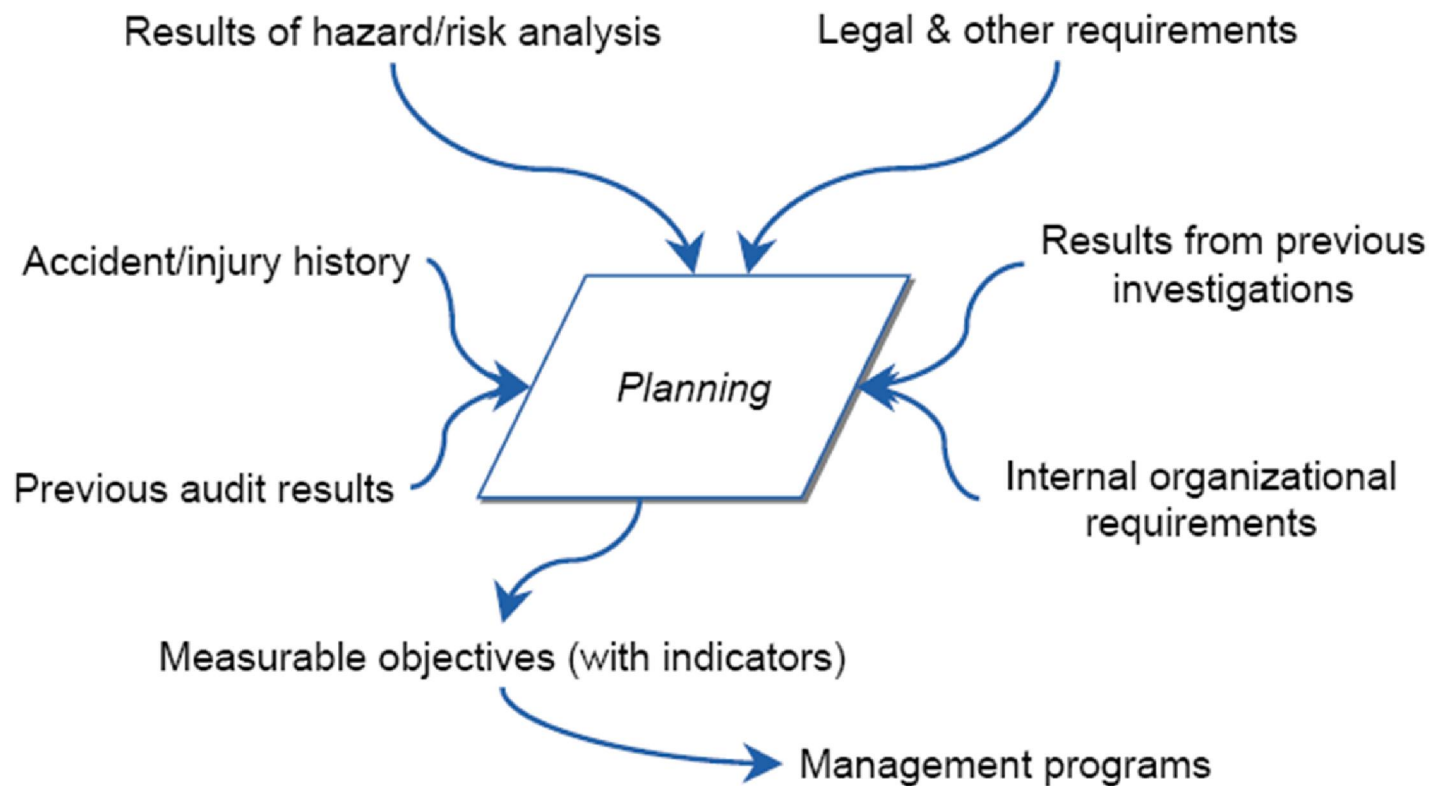 Results of hazard/risk analysis
Legal & other requirements
Accident/injury history
Results from previous
investigations
Planning
Previous audit results
Internal organizational
requirements
Measurable objectives (with indicators)
Management programs